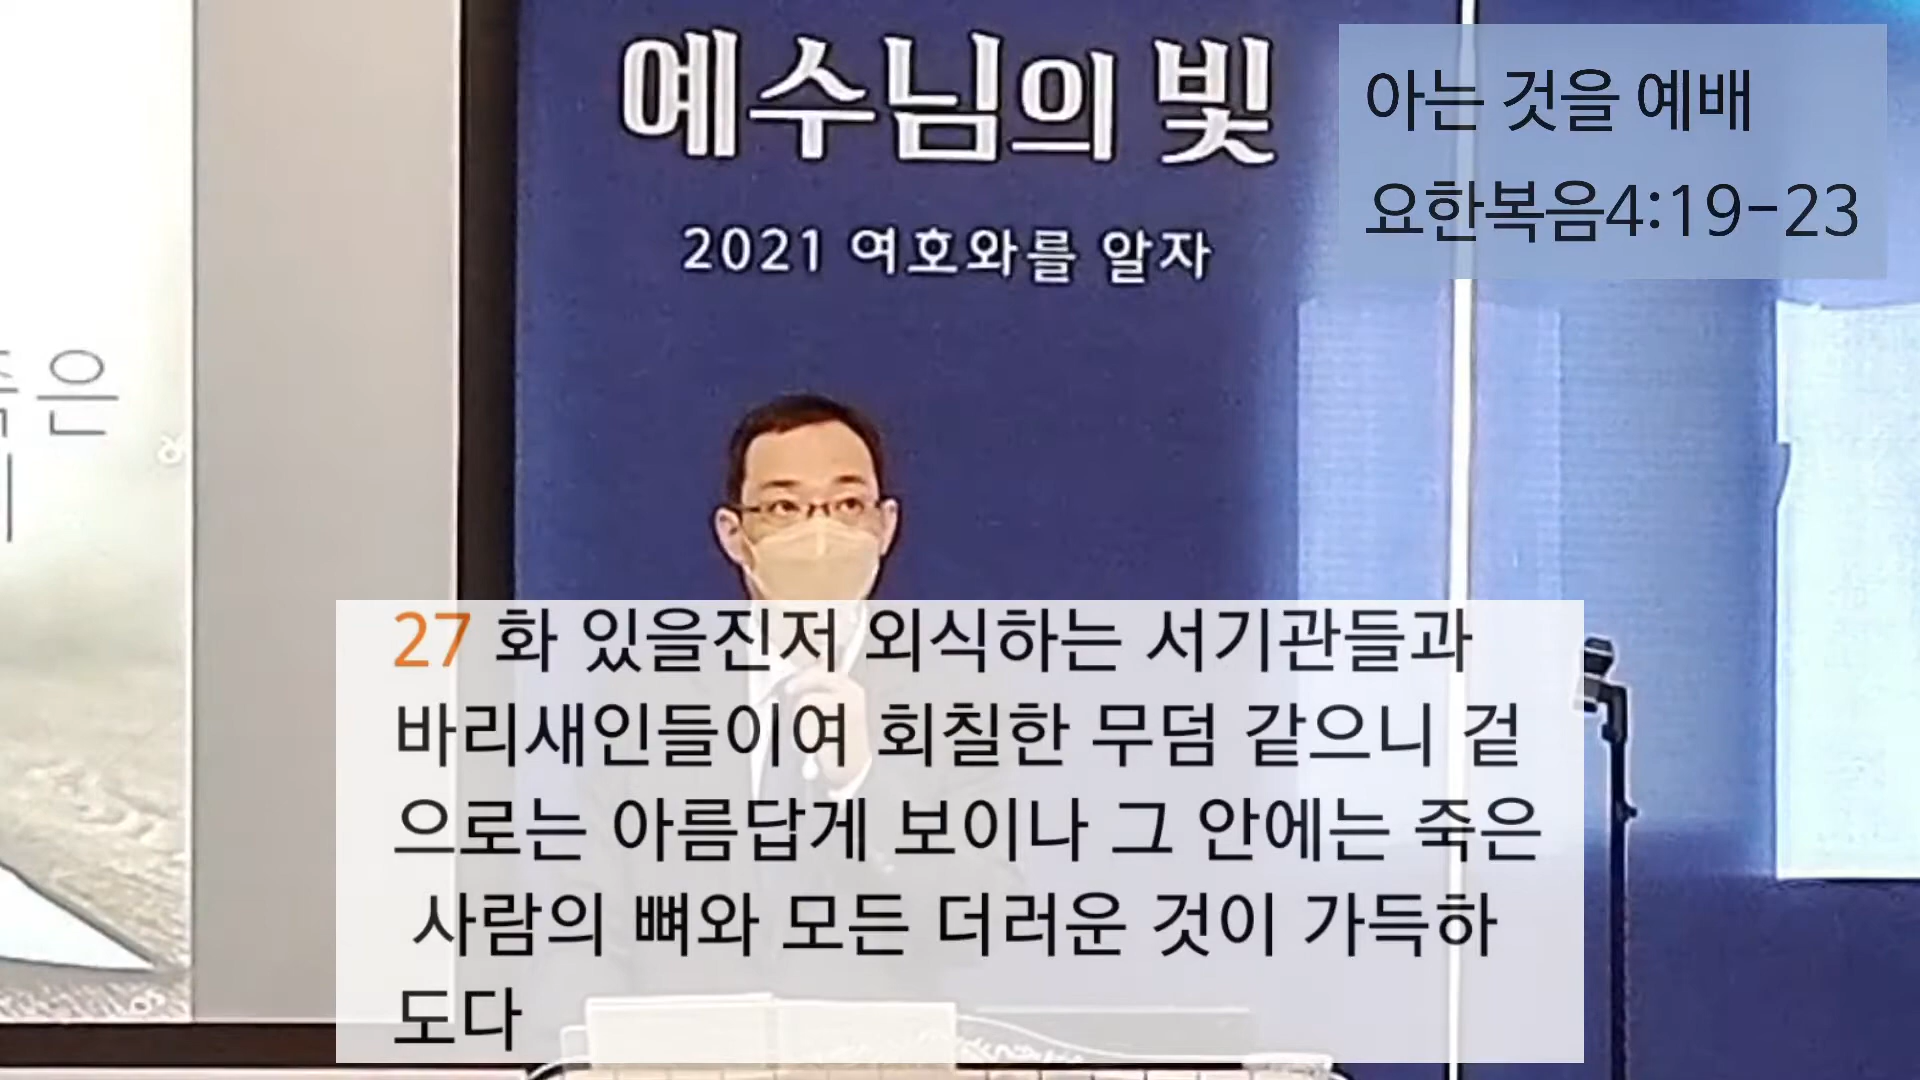 예수님의 빛
2021 여호와를 알자
아는 것을 예배
요한복음4:19-23
은
27 화 있을진저 외식하는 서기관들과
바리새인들이여 회칠한 무덤 같으니 겉
으로는 아름답게 보이나 그 안에는 죽은
사람의 뼈와 모든 더러운 것이 가득하
도다